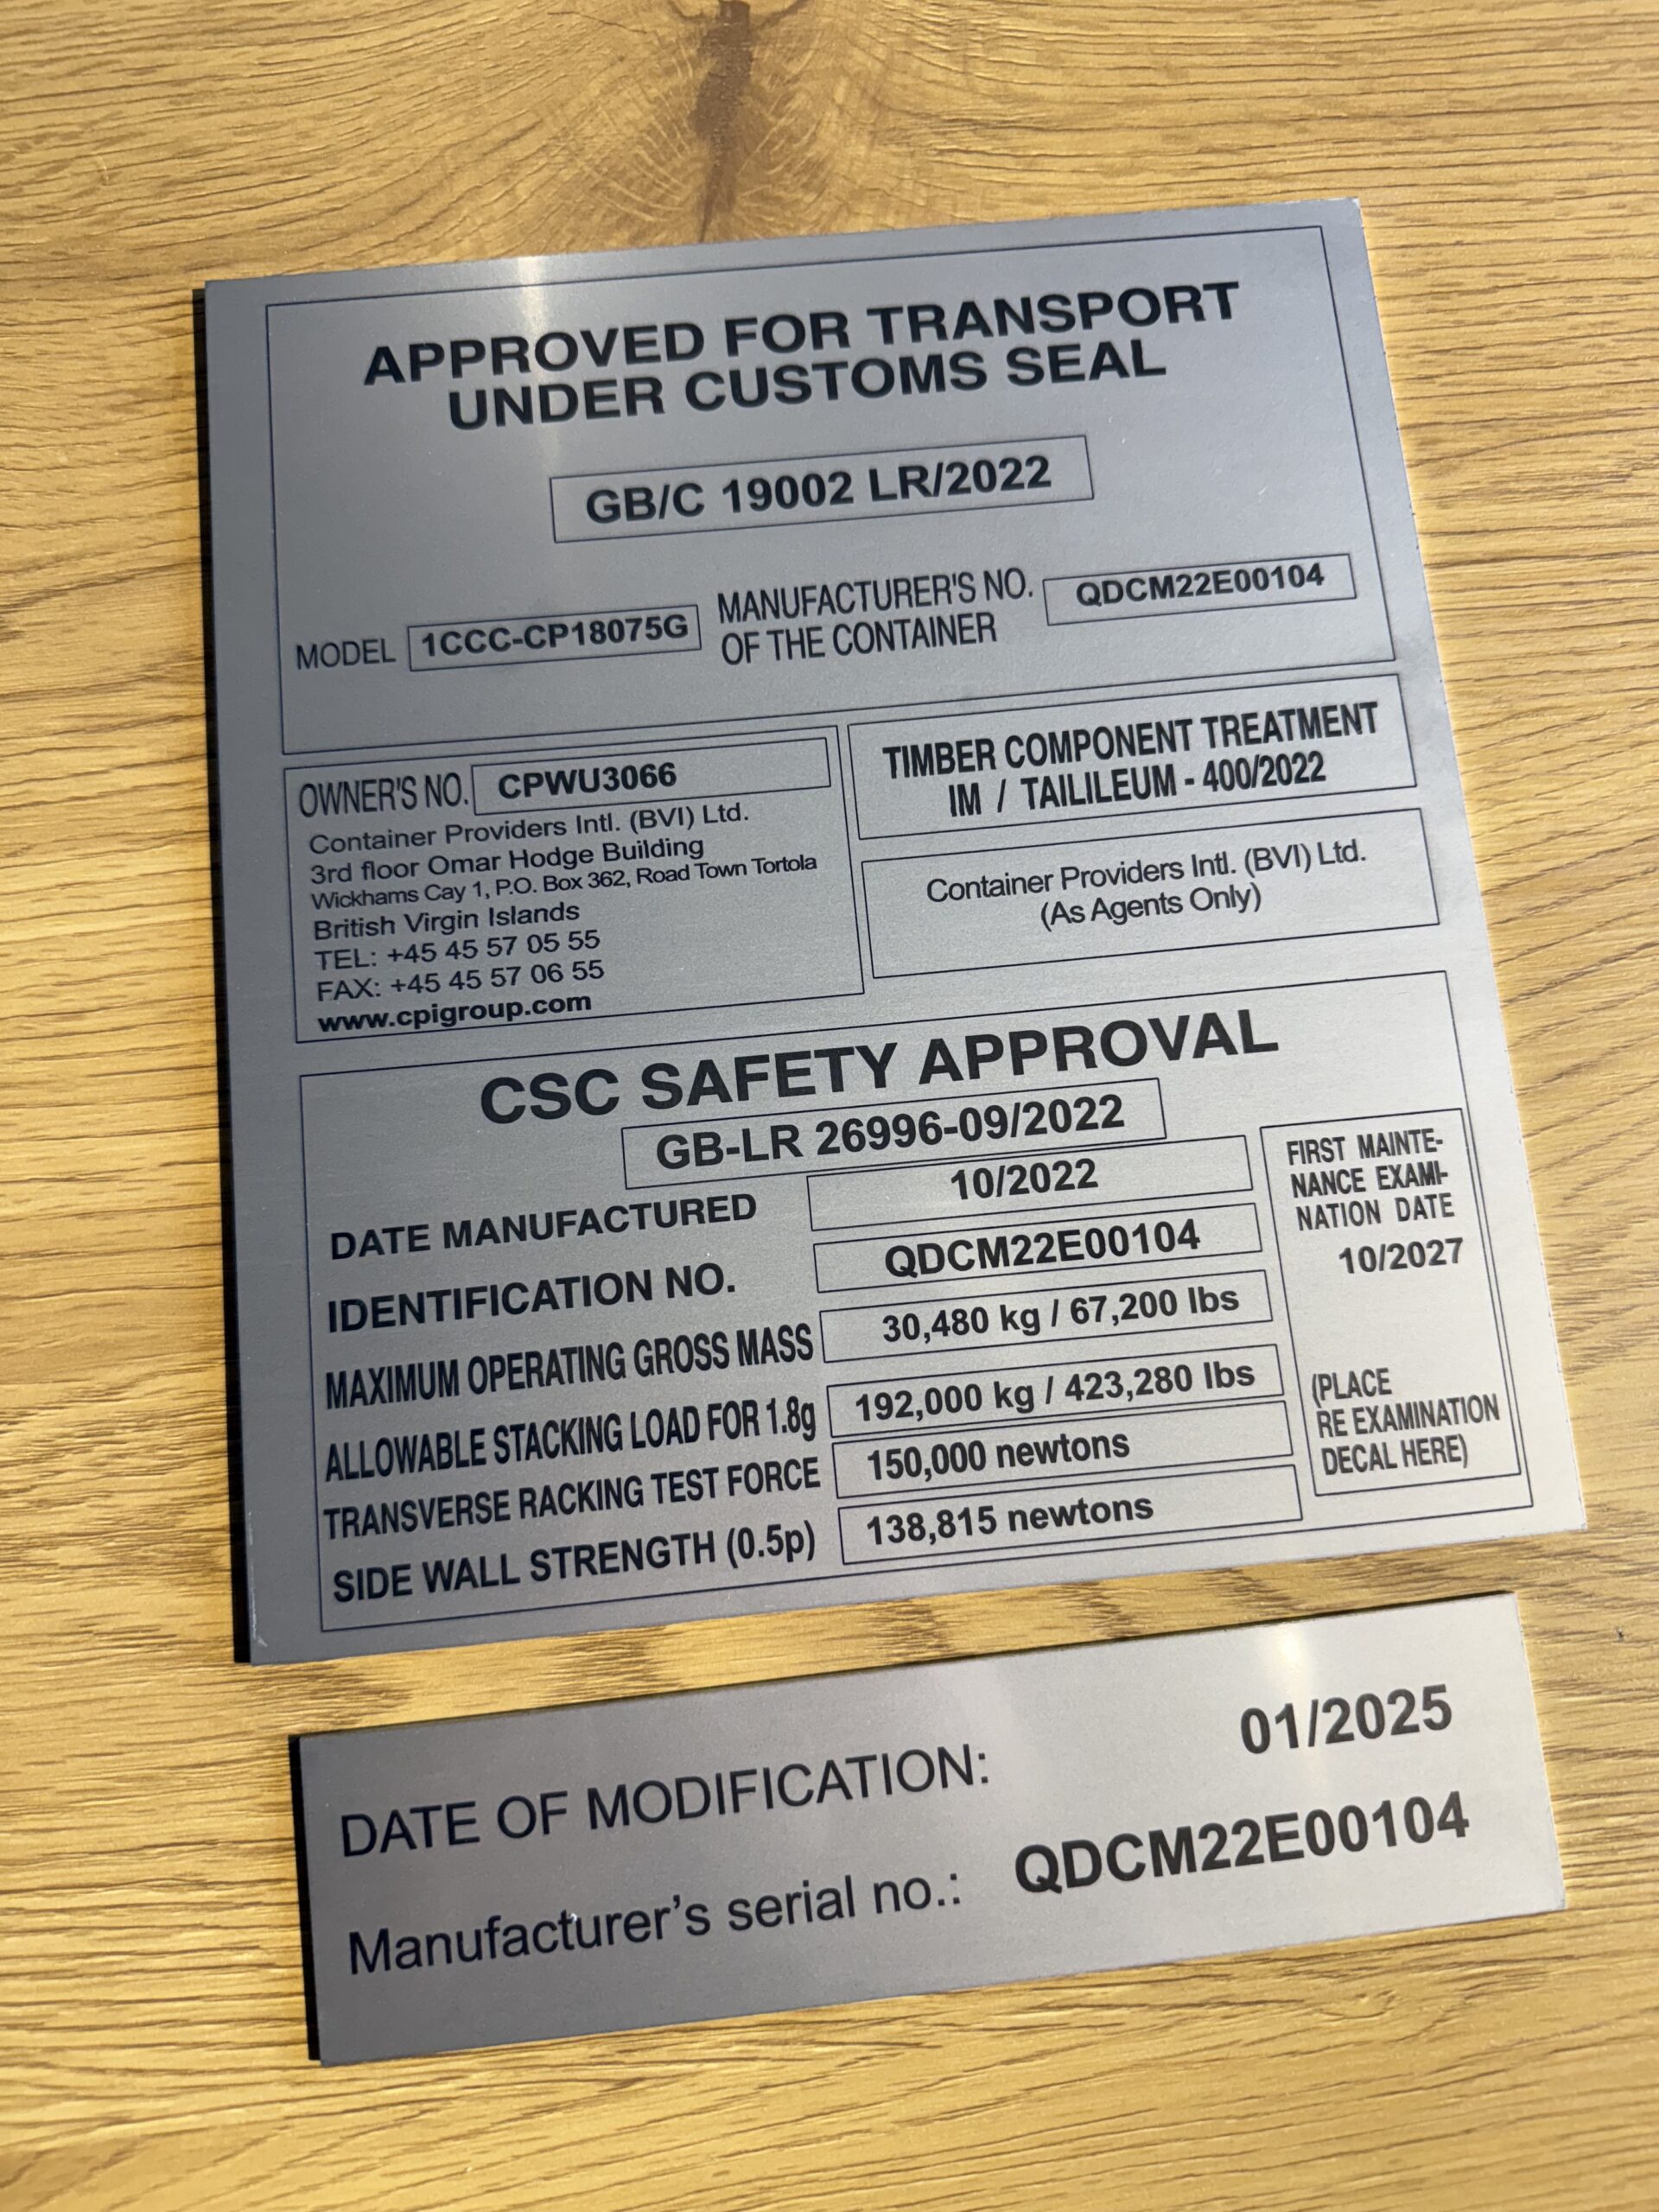 APPROVED FOR TRANSPORT
UNDER CUSTOMS SEAL
GB/C 19002 LR/2022
MODEL 1CCC-CP18075G
MANUFACTURER'S NO.
OF THE CONTAINER
QDCM22E00104
OWNER'S NO. CPWU3066
Container Providers Intl. (BVI) Ltd.
3rd floor Omar Hodge Building
Wickhams Cay 1, P.O. Box 362, Road Town Tortola
British Virgin Islands
TEL: +45 45 57 05 55
FAX: +45 45 57 06 55
www.cpigroup.com
TIMBER COMPONENT TREATMENT
IM / TAILILEUM - 400/2022
Container Providers Intl. (BVI) Ltd.
(As Agents Only)
CSC SAFETY APPROVAL
GB-LR 26996-09/2022
DATE MANUFACTURED 10/2022
IDENTIFICATION NO. QDCM22E00104
MAXIMUM OPERATING GROSS MASS 30,480 kg / 67,200 lbs
ALLOWABLE STACKING LOAD FOR 1.8g 192,000 kg / 423,280 lbs
TRANSVERSE RACKING TEST FORCE 150,000 newtons
SIDE WALL STRENGTH (0.5p) 138,815 newtons
FIRST MAINTE-
NANCE EXAMI-
NATION DATE
10/2027
(PLACE
RE EXAMINATION
DECAL HERE)
DATE OF MODIFICATION: 01/2025
Manufacturer's serial no.: QDCM22E00104